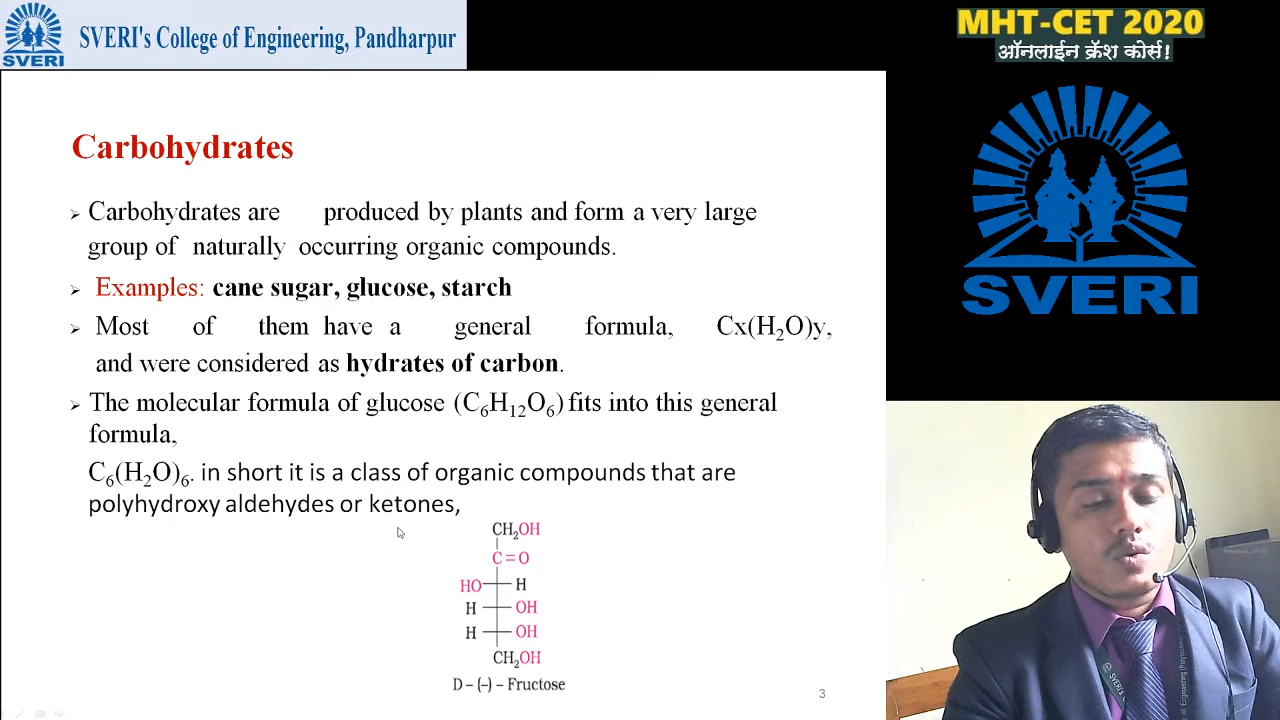 SVERI's College of Engineering, Pandharpur
SVERI
MHT-CET 2020
ऑनलाईन क्रॅश कोर्स!
SVERI
Carbohydrates
➢ Carbohydrates are produced by plants and form a very large
group of naturally occurring organic compounds.
➢ Examples: cane sugar, glucose, starch
➢ Most of them have a general formula, Cx(H₂O)y,
and were considered as hydrates of carbon.
➢ The molecular formula of glucose (C₆H₁₂O₆) fits into this general
formula,
C₆(H₂O)₆. in short it is a class of organic compounds that are
polyhydroxy aldehydes or ketones,
CH₂OH
C=O
HO H
H OH
H OH
CH₂OH
D – (–) – Fructose
3